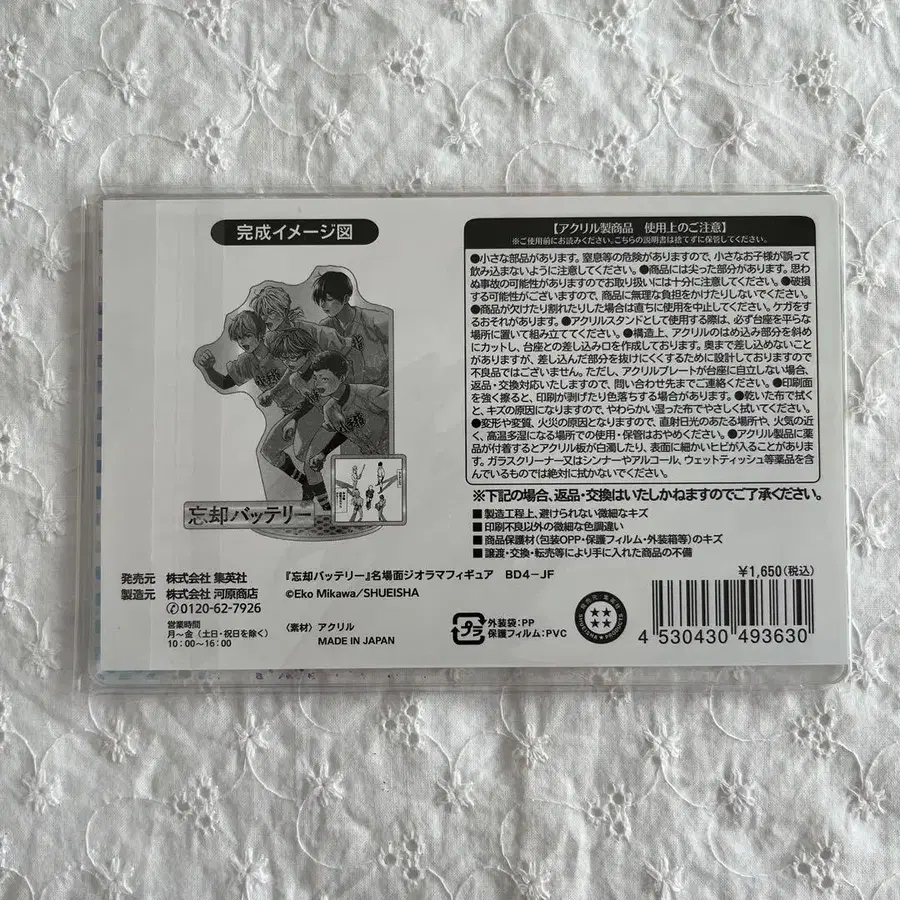 完成イメージ図
忘却バッテリー
【アクリル製商品　使用上のご注意】
※ご使用前にお読みください。こちらの説明書は捨てずに保管してください。
●小さな部品があります。窒息等の危険がありますので、小さなお子様が誤って
飲み込まないように注意してください。●商品には尖った部分があります。思わ
ぬ事故の可能性がありますのでお取り扱いには十分に注意してください。●破損
する可能性がございますので、商品に無理な負担をかけたりしないでください。
●商品が欠けたり割れたりした場合は直ちに使用を中止してください。ケガをす
るおそれがあります。●アクリルスタンドとして使用する際は、必ず台座を平らな
場所に置いて組み立ててください。●構造上、アクリルのはめ込み部分を斜め
にカットし、台座との差し込み口を作成しております。奥まで差し込めないことが
ありますが、差し込んだ部分を抜けにくくするために設計しておりますので
不良品ではございません。ただし、アクリルプレートが台座に自立しない場合、
返品・交換対応いたしますので、問い合わせ先までご連絡ください。●印刷面
を強く擦ると、印刷が剥げたり色落ちする場合があります。●乾いた布で拭く
と、キズの原因になりますので、やわらかい湿った布でやさしく拭いてください。
●変形や変質、火災の原因となりますので、直射日光のあたる場所や、火気の近
く、高温多湿になる場所での使用・保管はおやめください。●アクリル製品に薬
品が付着するとアクリル板が白濁したり、表面に細かいヒビが入ることがありま
す。ガラスクリーナー又はシンナーやアルコール、ウェットティッシュ等薬品を含
んでいるものでは絶対に拭かないでください。
※下記の場合、返品・交換はいたしかねますのでご了承ください。
■製造工程上、避けられない微細なキズ
■印刷不良以外の微細な色調違い
■商品保護材(包装OPP・保護フィルム・外装箱等)のキズ
■譲渡・交換・転売等により手に入れた商品の不備
発売元　株式会社 集英社
製造元　株式会社 河原商店
✆0120-62-7926
営業時間
月～金（土日・祝日を除く）
10：00～16：00
『忘却バッテリー』名場面ジオラマフィギュア　BD4-JF
©Eko Mikawa/SHUEISHA
〈素材〉アクリル
MADE IN JAPAN
プラ
外装袋：PP
保護フィルム：PVC
¥1,650(税込)
4 530430 493630